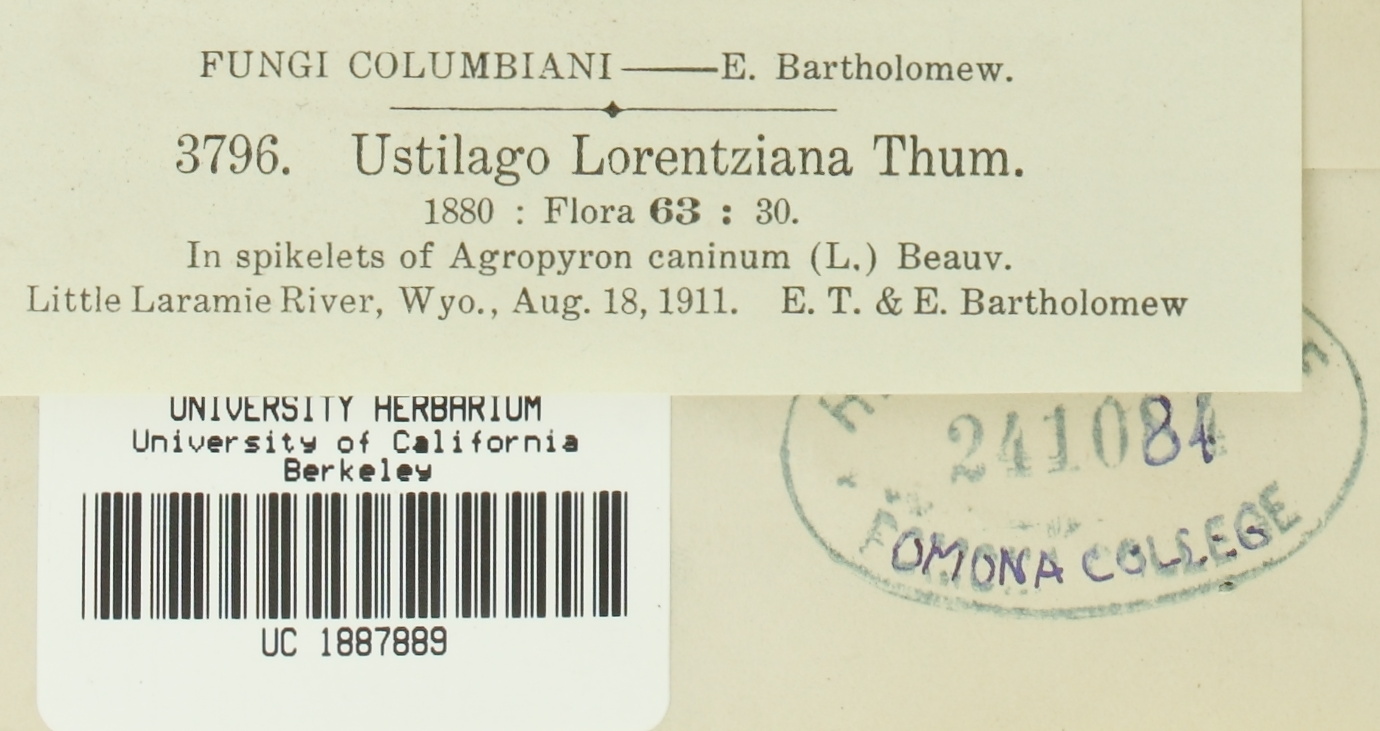 FUNGI COLUMBIANI——E. Bartholomew.
3796. Ustilago Lorentziana Thum.
1880 : Flora 63 : 30.
In spikelets of Agropyron caninum (L.) Beauv.
Little Laramie River, Wyo., Aug. 18, 1911. E. T. & E. Bartholomew
UNIVERSITY HERBARIUM
University of California
Berkeley
UC 1887889
241084
POMONA COLLEGE